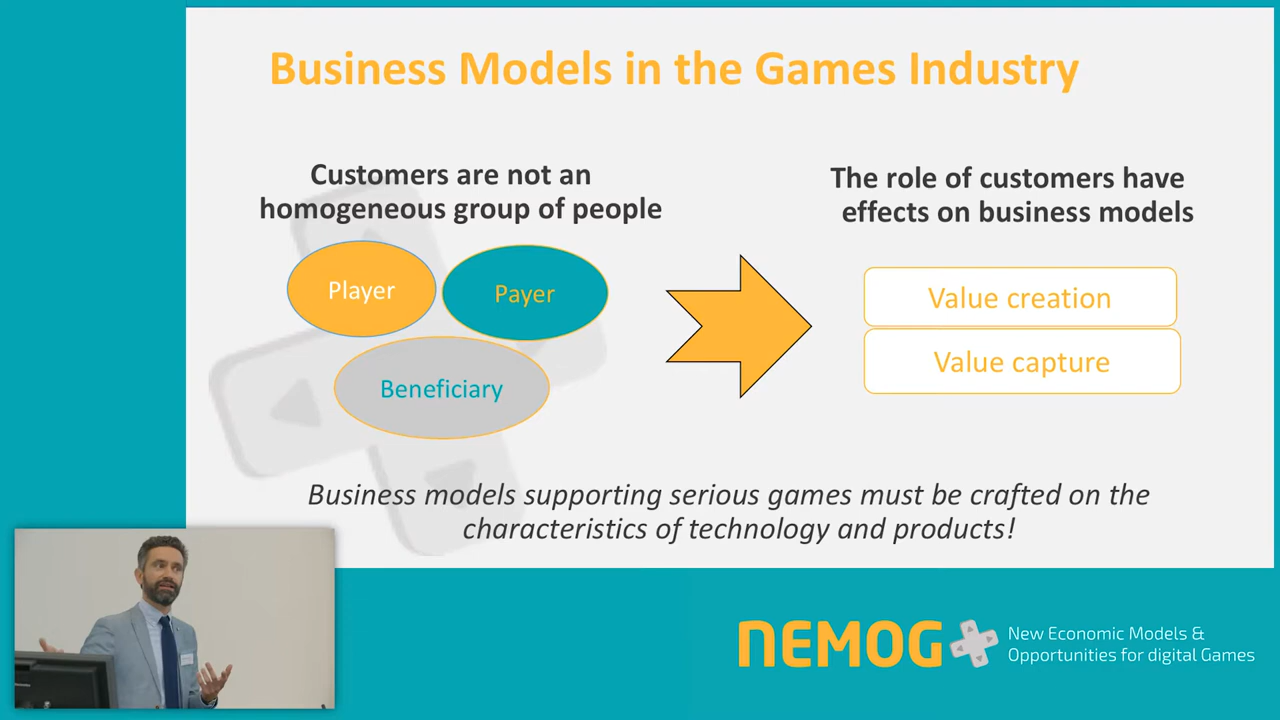 Business Models in the Games Industry
Customers are not an
homogeneous group of people
The role of customers have
effects on business models
Player
Payer
Beneficiary
Value creation
Value capture
Business models supporting serious games must be crafted on the
characteristics of technology and products!
NEMOG
New Economic Models &
Opportunities for digital Games